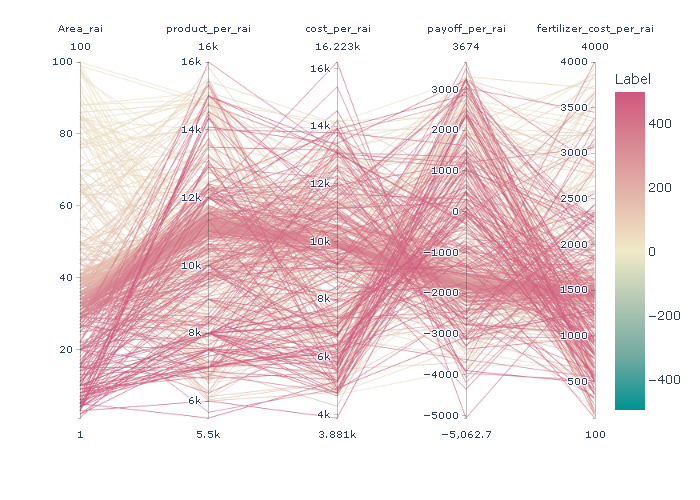 Area_rai product_per_rai cost_per_rai payoff_per_rai fertilizer_cost_per_rai
100 16k 16.223k 3674 4000
100 80 60 40 20
16k 14k 12k 10k 8k 6k
16k 14k 12k 10k 8k 6k 4k
3000 2000 1000 0 −1000 −2000 −3000 −4000 −5000
4000 3500 3000 2500 2000 1500 1000 500
1 5.5k 3.881k −5,062.7 100
Label
400
200
0
−200
−400